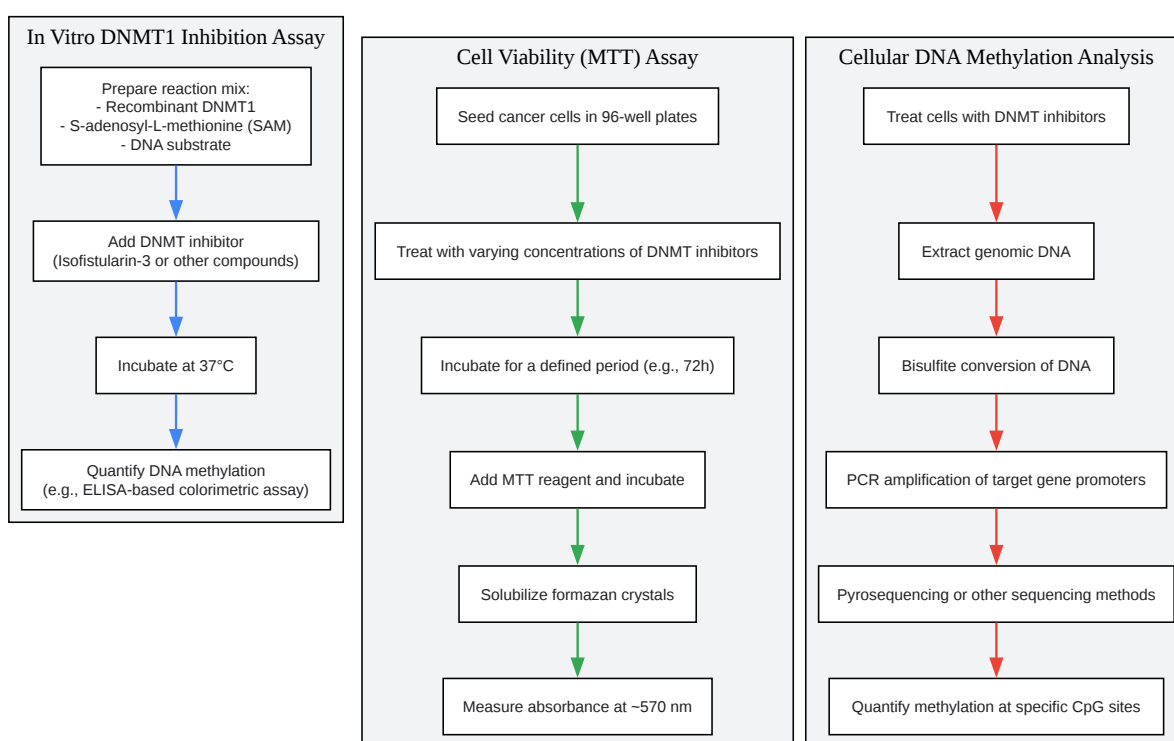 In Vitro DNMT1 Inhibition Assay
Prepare reaction mix:
- Recombinant DNMT1
- S-adenosyl-L-methionine (SAM)
- DNA substrate
Add DNMT inhibitor
(Isofistularin-3 or other compounds)
Incubate at 37°C
Quantify DNA methylation
(e.g., ELISA-based colorimetric assay)
Cell Viability (MTT) Assay
Seed cancer cells in 96-well plates
Treat with varying concentrations of DNMT inhibitors
Incubate for a defined period (e.g., 72h)
Add MTT reagent and incubate
Solubilize formazan crystals
Measure absorbance at ~570 nm
Cellular DNA Methylation Analysis
Treat cells with DNMT inhibitors
Extract genomic DNA
Bisulfite conversion of DNA
PCR amplification of target gene promoters
Pyrosequencing or other sequencing methods
Quantify methylation at specific CpG sites